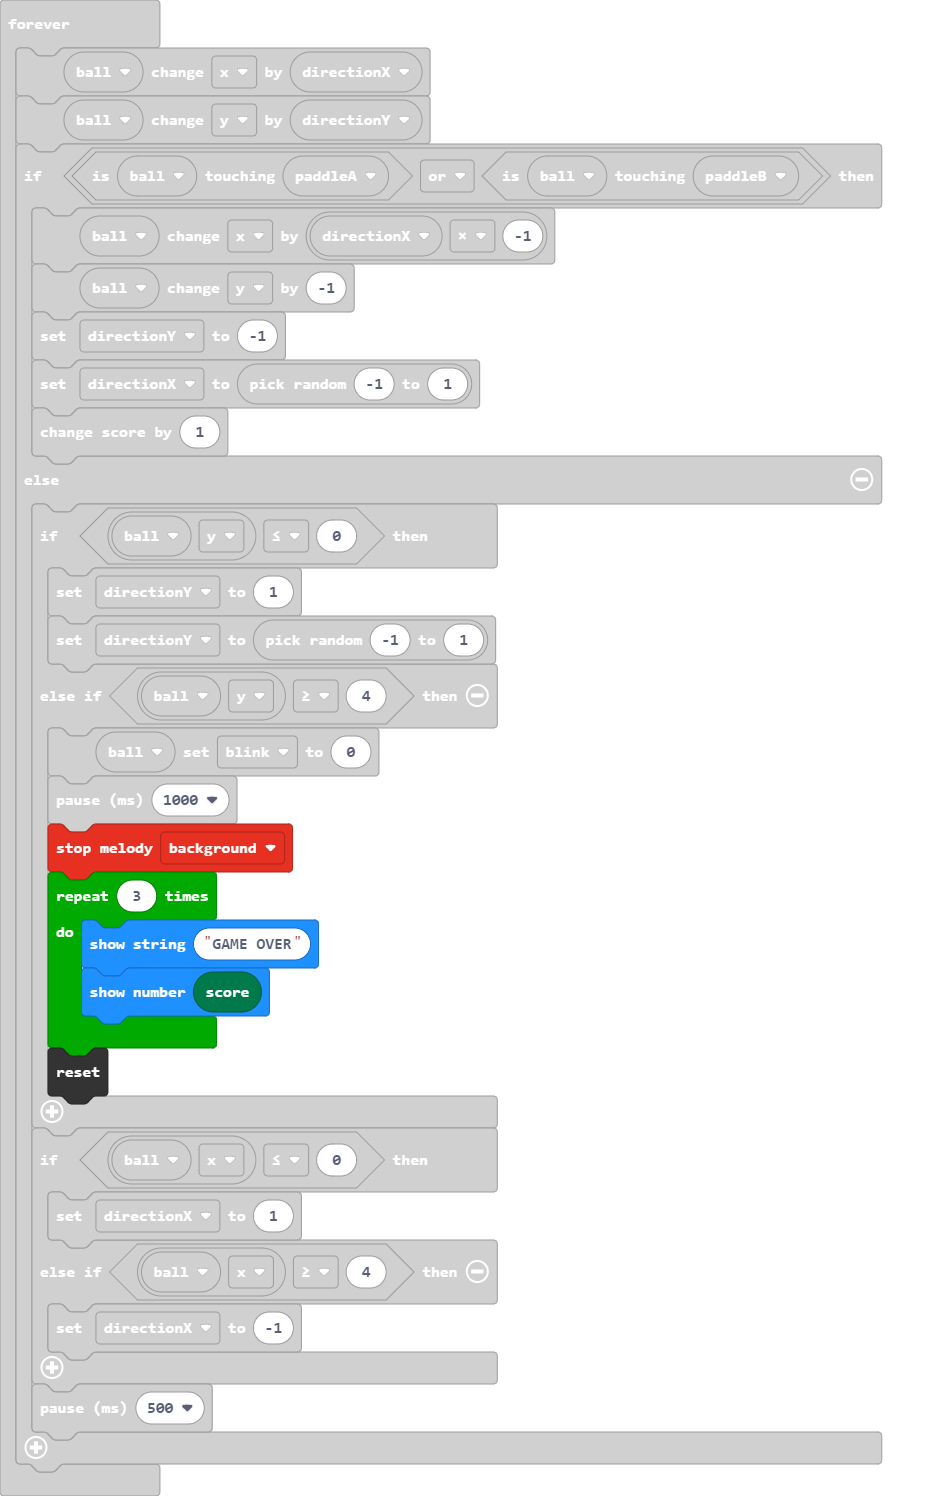 forever
ball change x by directionX
ball change y by directionY
if is ball touching paddleA or is ball touching paddleB then
ball change x by directionX × -1
ball change y by -1
set directionY to -1
set directionX to pick random -1 to 1
change score by 1
else
if ball y ≤ 0 then
set directionY to 1
set directionY to pick random -1 to 1
else if ball y ≥ 4 then
ball set blink to 0
pause (ms) 1000
stop melody background
repeat 3 times
do
show string "GAME OVER"
show number score
reset
if ball x ≤ 0 then
set directionX to 1
else if ball x ≥ 4 then
set directionX to -1
pause (ms) 500